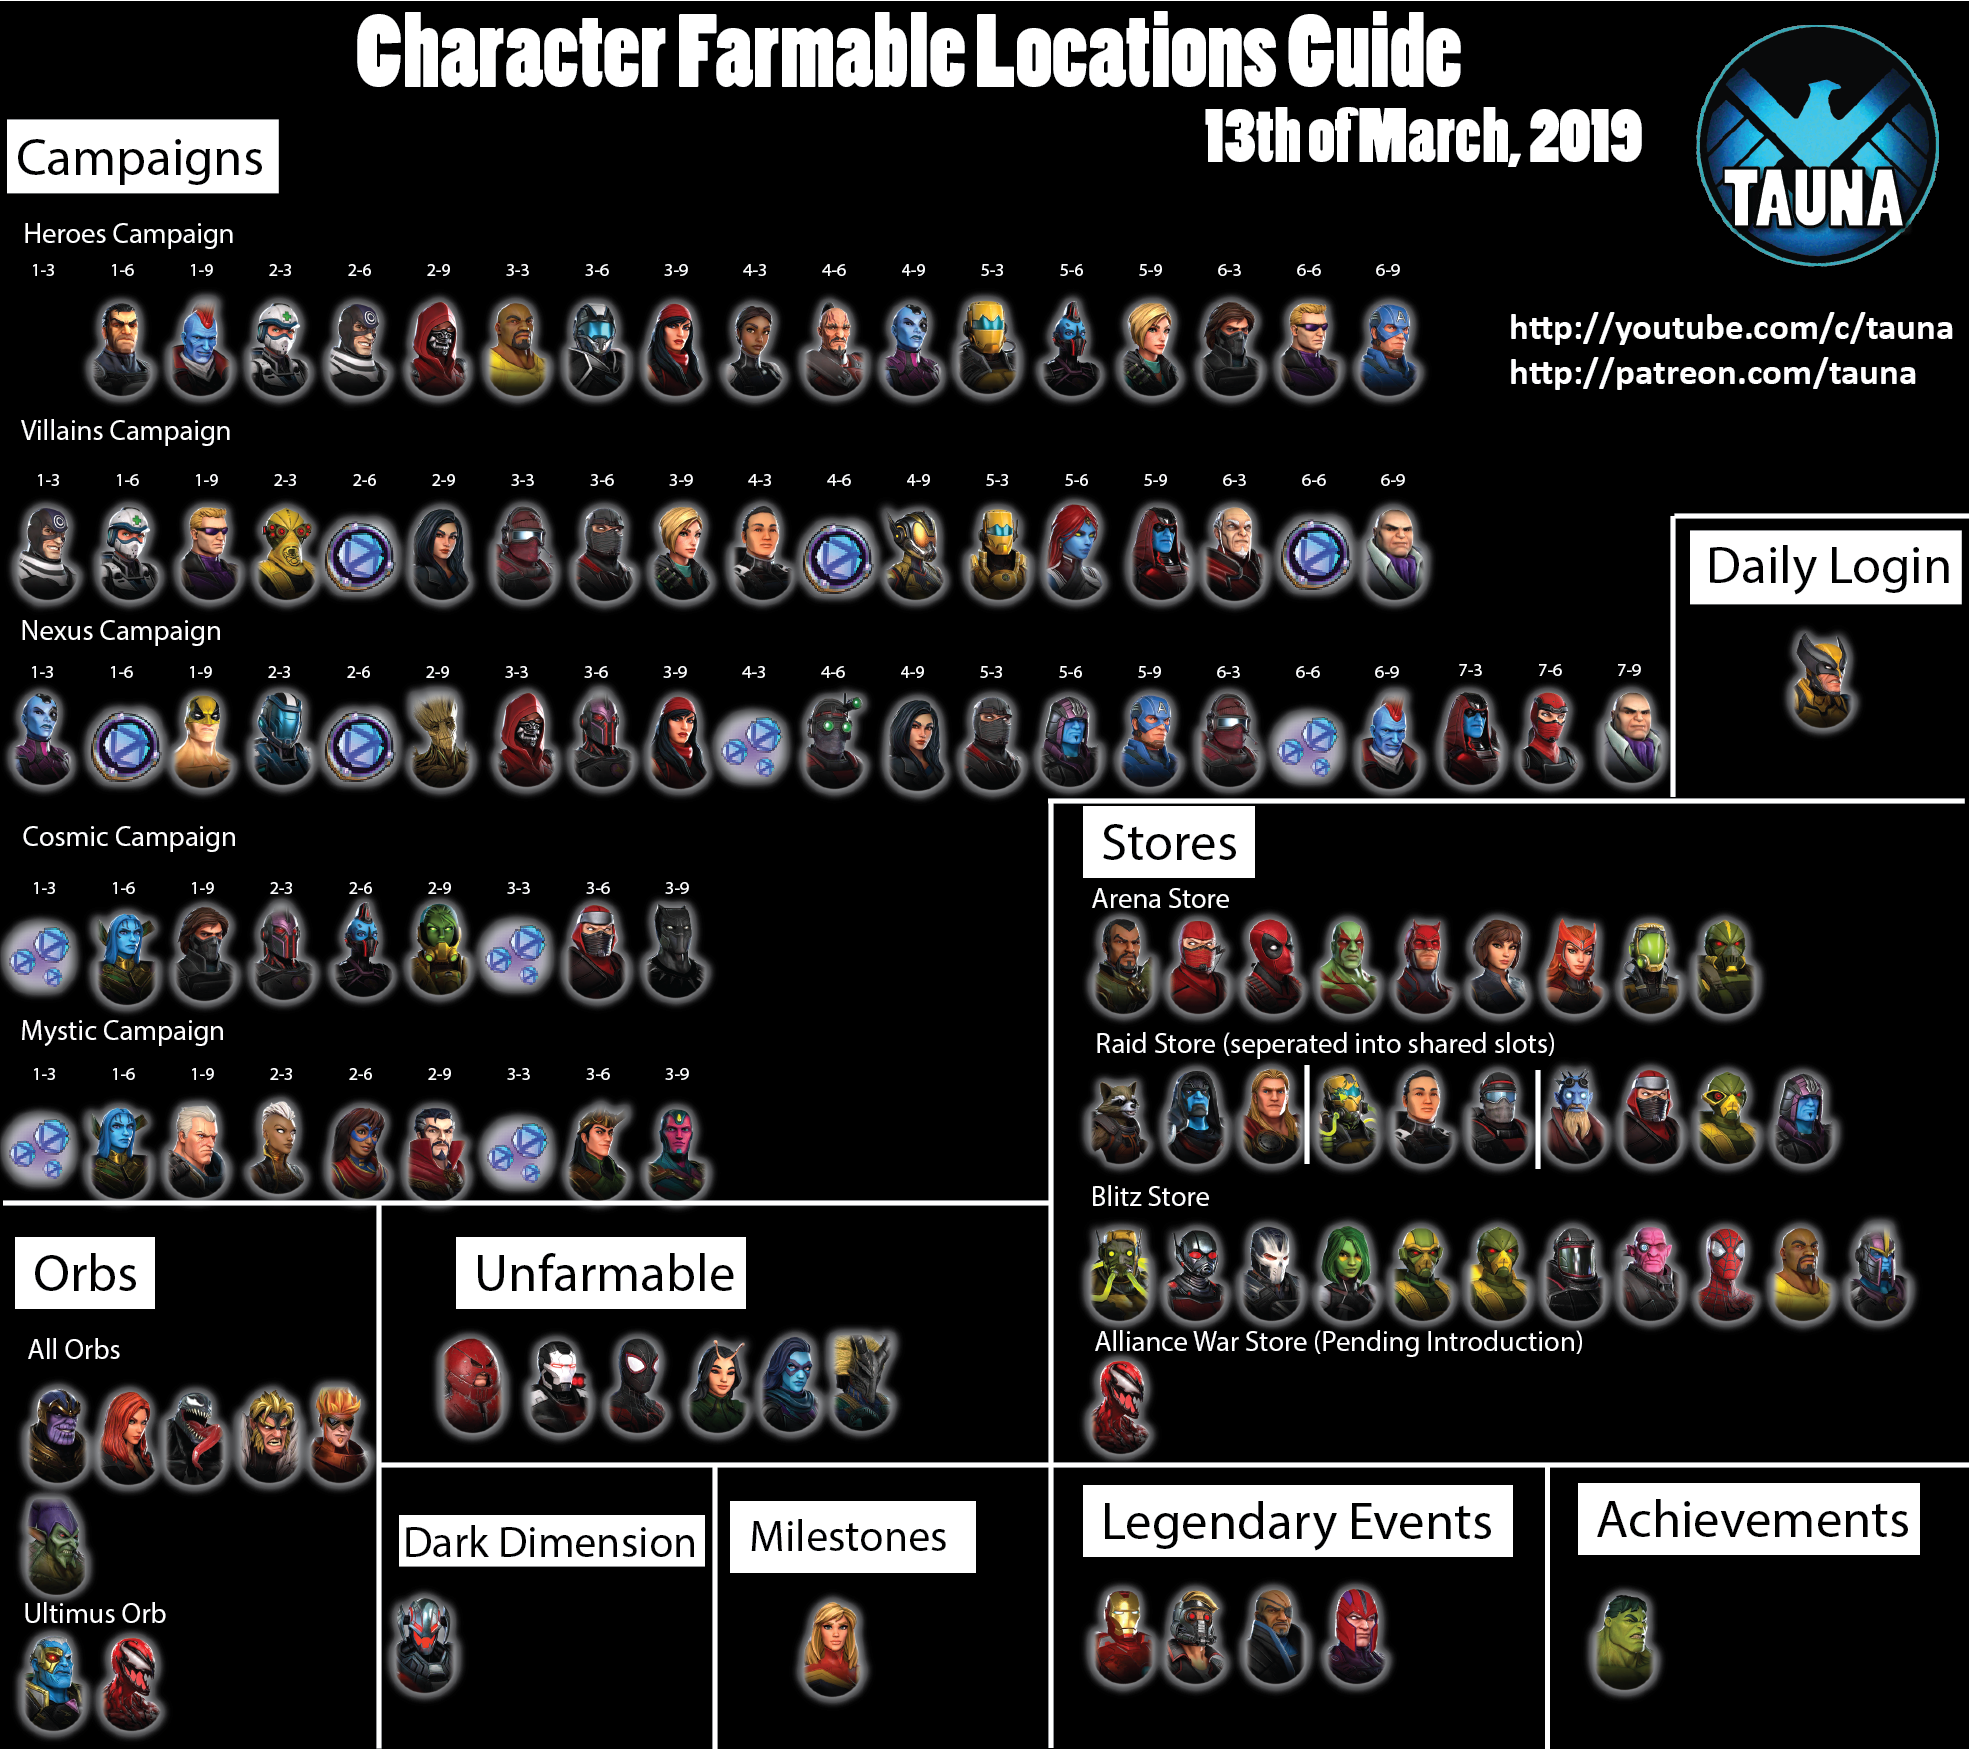 Character Farmable Locations Guide
13th of March, 2019
TAUNA
http://youtube.com/c/tauna
http://patreon.com/tauna
Campaigns
Heroes Campaign
1-3 1-6 1-9 2-3 2-6 2-9 3-3 3-6 3-9 4-3 4-6 4-9 5-3 5-6 5-9 6-3 6-6 6-9
Villains Campaign
1-3 1-6 1-9 2-3 2-6 2-9 3-3 3-6 3-9 4-3 4-6 4-9 5-3 5-6 5-9 6-3 6-6 6-9
Nexus Campaign
1-3 1-6 1-9 2-3 2-6 2-9 3-3 3-6 3-9 4-3 4-6 4-9 5-3 5-6 5-9 6-3 6-6 6-9 7-3 7-6 7-9
Daily Login
Cosmic Campaign
1-3 1-6 1-9 2-3 2-6 2-9 3-3 3-6 3-9
Mystic Campaign
1-3 1-6 1-9 2-3 2-6 2-9 3-3 3-6 3-9
Stores
Arena Store
Raid Store (seperated into shared slots)
Blitz Store
Alliance War Store (Pending Introduction)
Orbs
All Orbs
Ultimus Orb
Unfarmable
Dark Dimension
Milestones
Legendary Events
Achievements